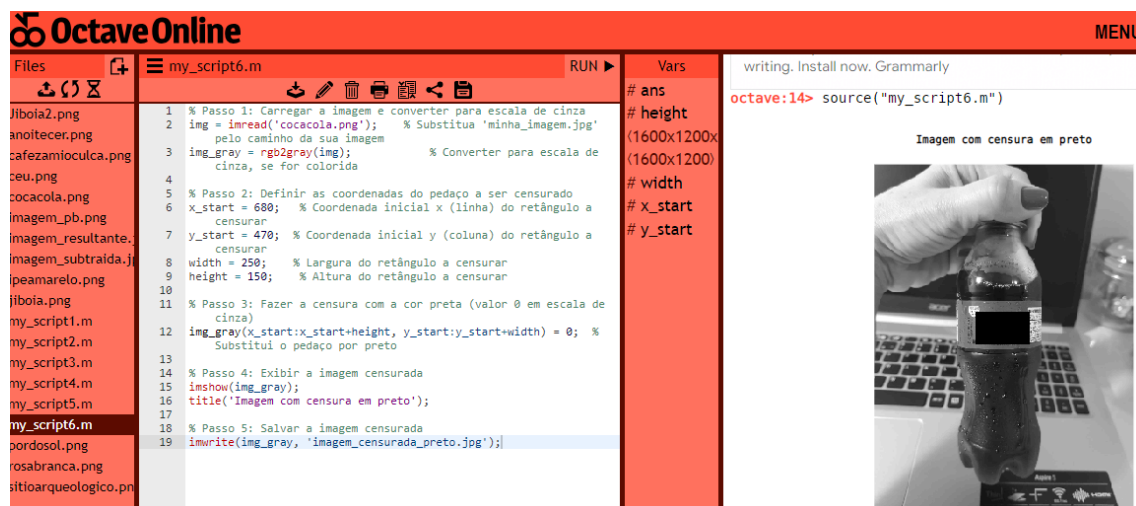 Octave Online
MENU
Files
my_script6.m
RUN
Vars
Jiboia2.png
anoitecer.png
cafezamioculca.png
ceu.png
cocacola.png
imagem_pb.png
imagem_resultante.j
imagem_subtraida.j
ipeamarelo.png
jiboia.png
my_script1.m
my_script2.m
my_script3.m
my_script4.m
my_script5.m
my_script6.m
pordosol.png
rosabranca.png
sitioarqueologico.pn
1 % Passo 1: Carregar a imagem e converter para escala de cinza
2 img = imread('cocacola.png'); % Substitua 'minha_imagem.jpg'
pelo caminho da sua imagem
3 img_gray = rgb2gray(img); % Converter para escala de
cinza, se for colorida
4
5 % Passo 2: Definir as coordenadas do pedaço a ser censurado
6 x_start = 680; % Coordenada inicial x (linha) do retângulo a
censurar
7 y_start = 470; % Coordenada inicial y (coluna) do retângulo a
censurar
8 width = 250; % Largura do retângulo a censurar
9 height = 150; % Altura do retângulo a censurar
10
11 % Passo 3: Fazer a censura com a cor preta (valor 0 em escala de
cinza)
12 img_gray(x_start:x_start+height, y_start:y_start+width) = 0; %
Substitui o pedaço por preto
13
14 % Passo 4: Exibir a imagem censurada
15 imshow(img_gray);
16 title('Imagem com censura em preto');
17
18 % Passo 5: Salvar a imagem censurada
19 imwrite(img_gray, 'imagem_censurada_preto.jpg');
# ans
# height
(1600x1200x
(1600x1200)
# width
# x_start
# y_start
writing. Install now. Grammarly
octave:14> source("my_script6.m")
Imagem com censura em preto
acer